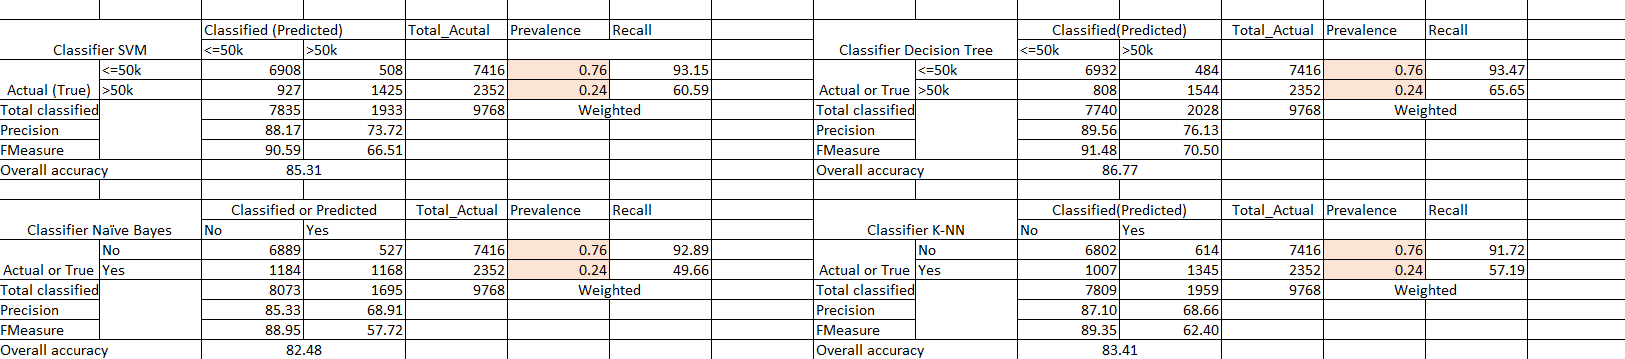 Classified (Predicted) Total_Acutal Prevalence Recall Classified(Predicted) Total_Actual Prevalence Recall
Classifier SVM <=50k >50k Classifier Decision Tree <=50k >50k
<=50k 6908 508 7416 0.76 93.15 <=50k 6932 484 7416 0.76 93.47
Actual (True) >50k 927 1425 2352 0.24 60.59 Actual or True >50k 808 1544 2352 0.24 65.65
Total classified 7835 1933 9768 Weighted Total classified 7740 2028 9768 Weighted
Precision 88.17 73.72 Precision 89.56 76.13
FMeasure 90.59 66.51 FMeasure 91.48 70.50
Overall accuracy 85.31 Overall accuracy 86.77
Classified or Predicted Total_Actual Prevalence Recall Classified(Predicted) Total_Actual Prevalence Recall
Classifier Naïve Bayes No Yes Classifier K-NN No Yes
No 6889 527 7416 0.76 92.89 No 6802 614 7416 0.76 91.72
Actual or True Yes 1184 1168 2352 0.24 49.66 Actual or True Yes 1007 1345 2352 0.24 57.19
Total classified 8073 1695 9768 Weighted Total classified 7809 1959 9768 Weighted
Precision 85.33 68.91 Precision 87.10 68.66
FMeasure 88.95 57.72 FMeasure 89.35 62.40
Overall accuracy 82.48 Overall accuracy 83.41